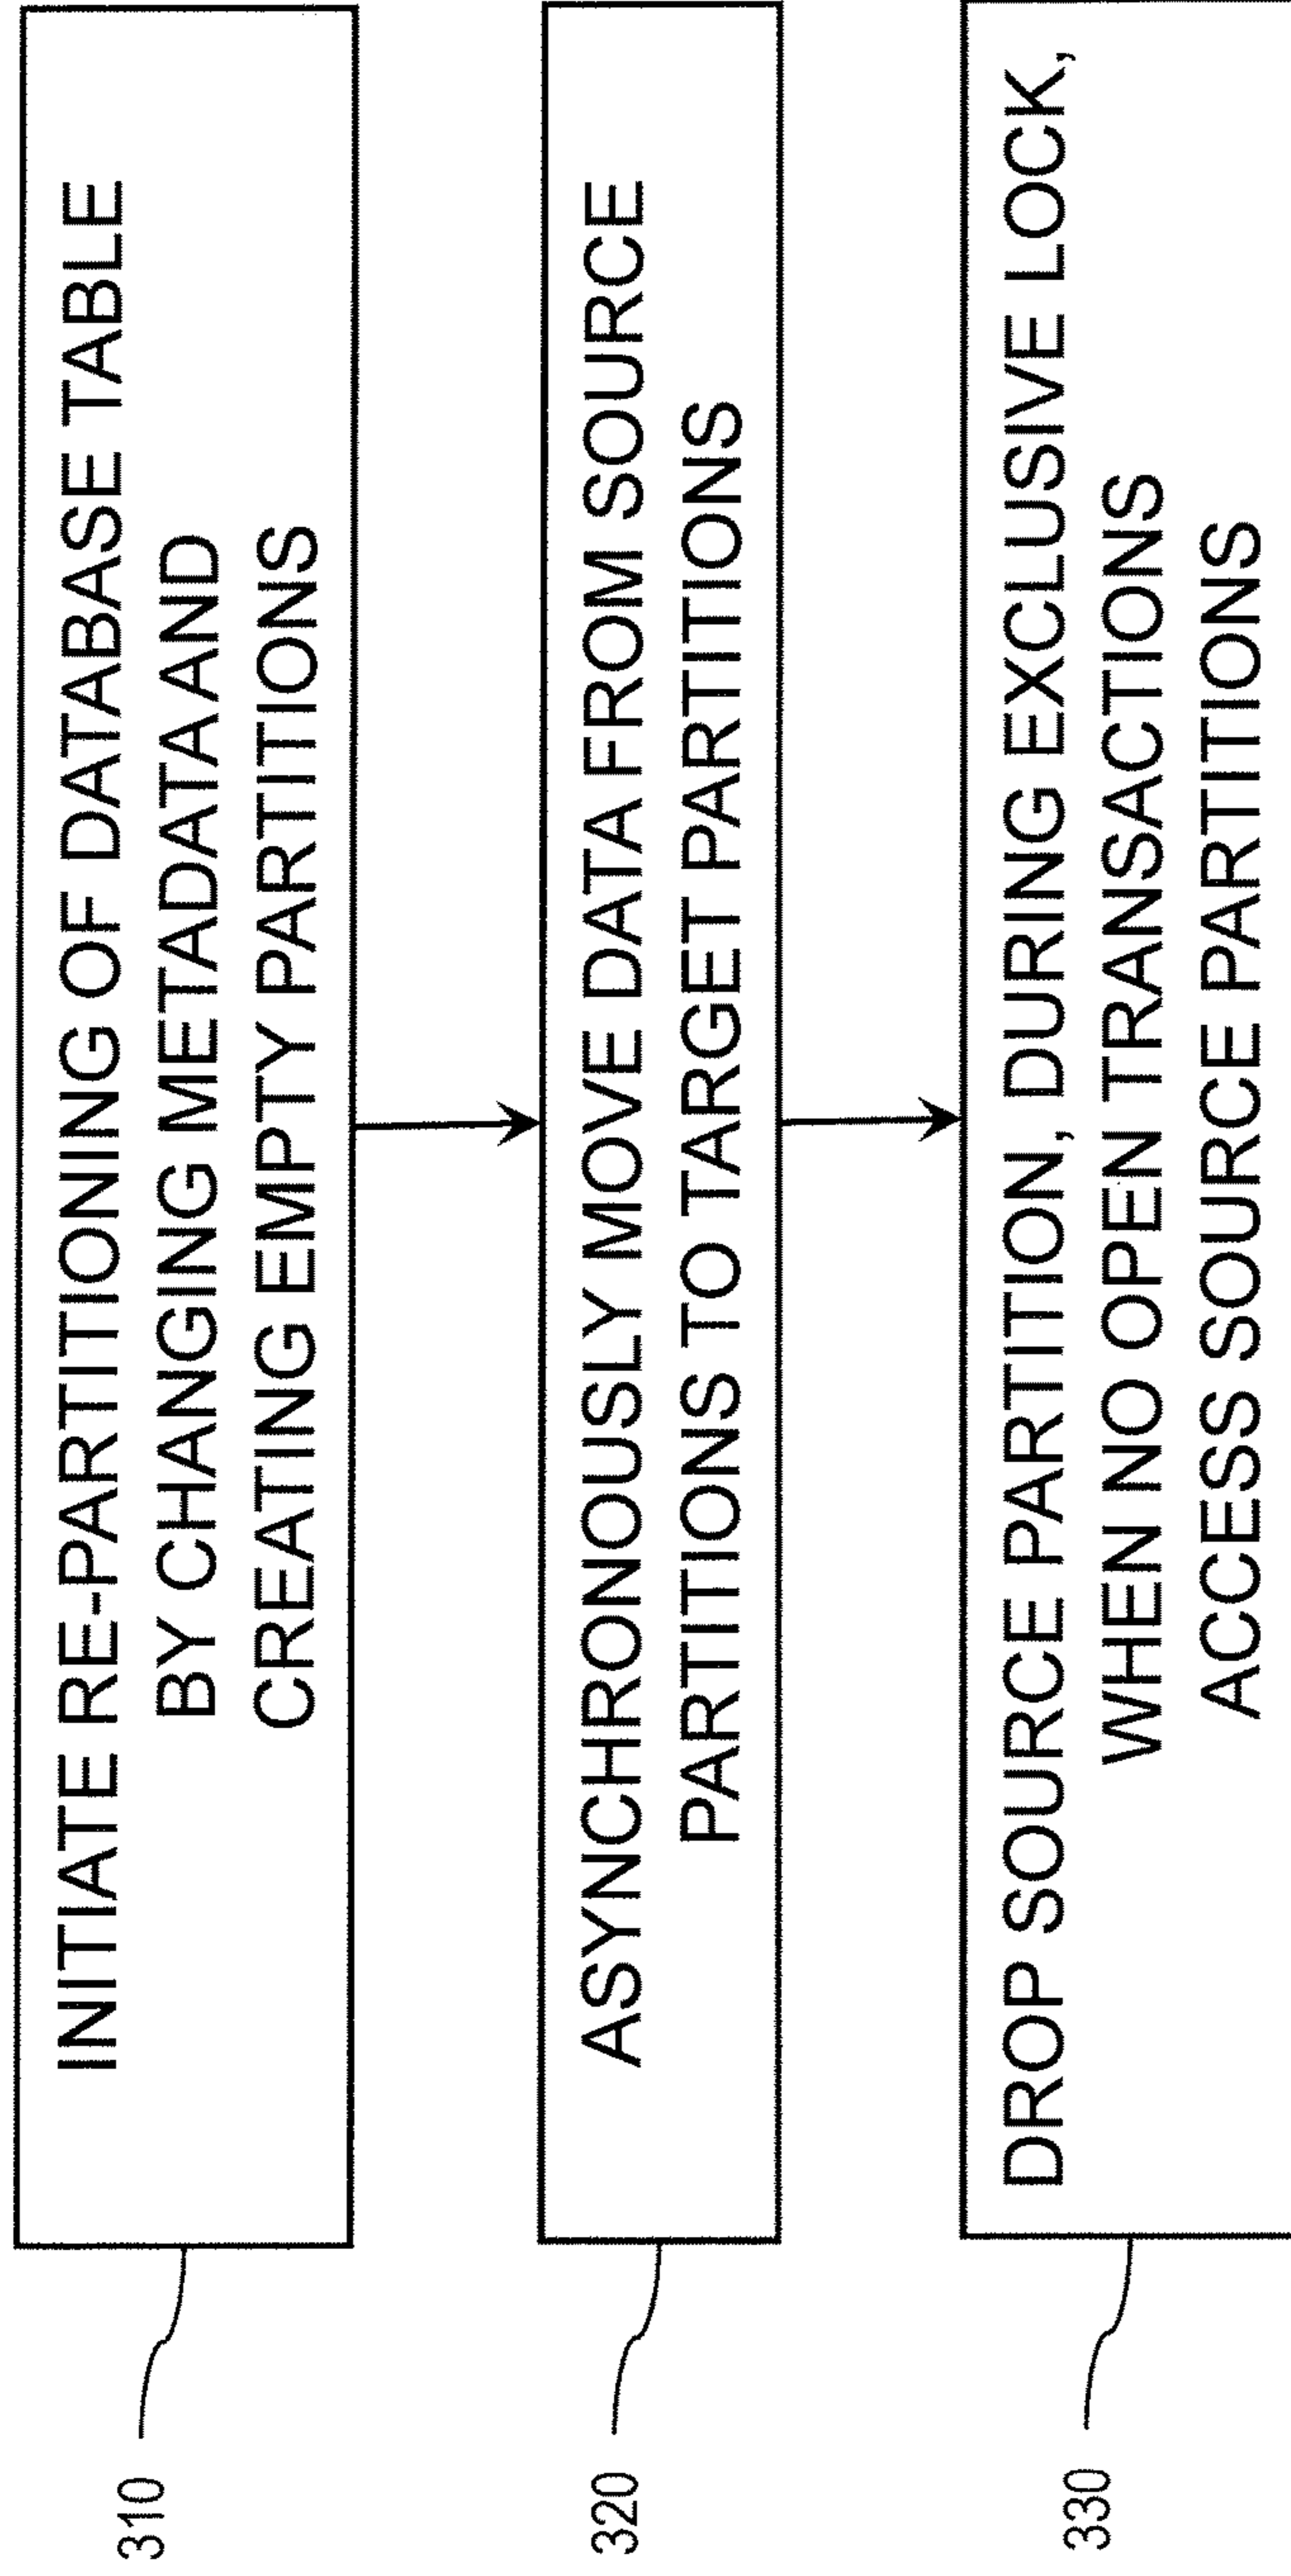 310
INITIATE RE-PARTITIONING OF DATABASE TABLE
BY CHANGING METADATA AND
CREATING EMPTY PARTITIONS
320
ASYNCHRONOUSLY MOVE DATA FROM SOURCE
PARTITIONS TO TARGET PARTITIONS
330
DROP SOURCE PARTITION, DURING EXCLUSIVE LOCK,
WHEN NO OPEN TRANSACTIONS
ACCESS SOURCE PARTITIONS